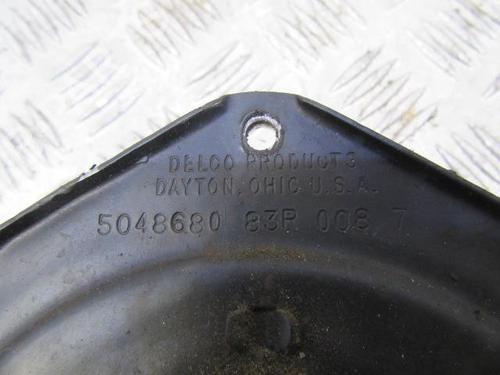 DELCO PRODUCTS
DAYTON, OHIO U.S.A.
5048680 83R 008 7